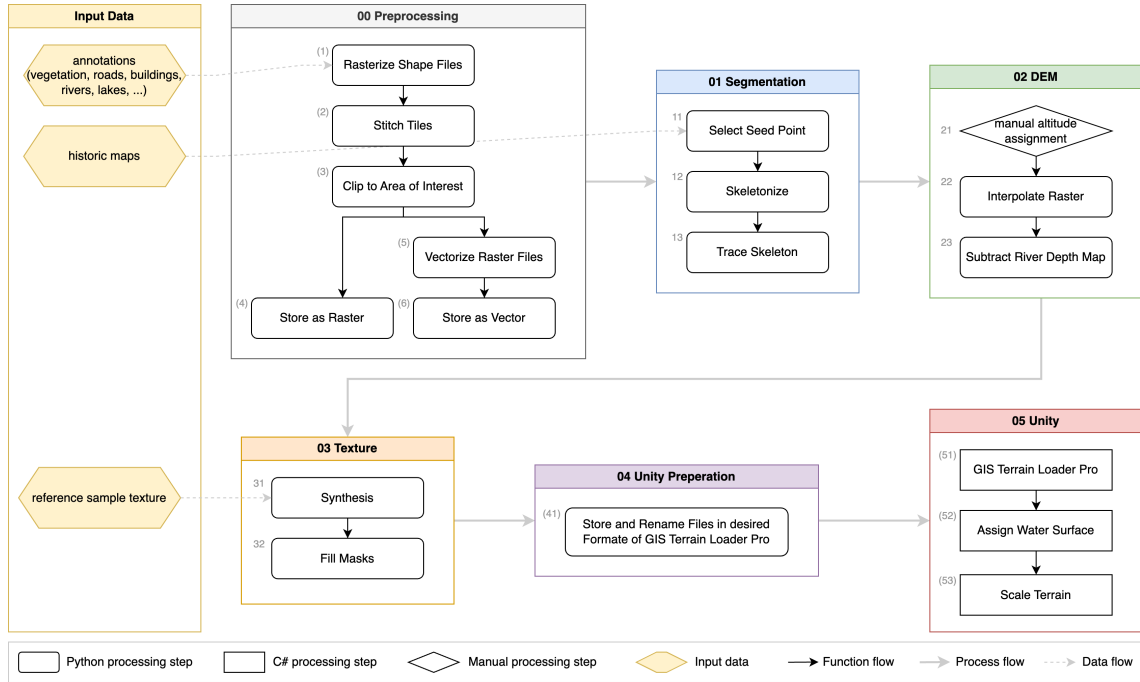 Input Data
annotations
(vegetation, roads, buildings,
rivers, lakes, ...)
historic maps
reference sample texture
00 Preprocessing
(1)
Rasterize Shape Files
(2)
Stitch Tiles
(3)
Clip to Area of Interest
(5)
Vectorize Raster Files
(4)
Store as Raster
(6)
Store as Vector
01 Segmentation
11
Select Seed Point
12
Skeletonize
13
Trace Skeleton
02 DEM
21
manual altitude
assignment
22
Interpolate Raster
23
Subtract River Depth Map
03 Texture
31
Synthesis
32
Fill Masks
04 Unity Preperation
(41)
Store and Rename Files in desired
Formate of GIS Terrain Loader Pro
05 Unity
(51)
GIS Terrain Loader Pro
(52)
Assign Water Surface
(53)
Scale Terrain
Python processing step
C# processing step
Manual processing step
Input data
Function flow
Process flow
Data flow